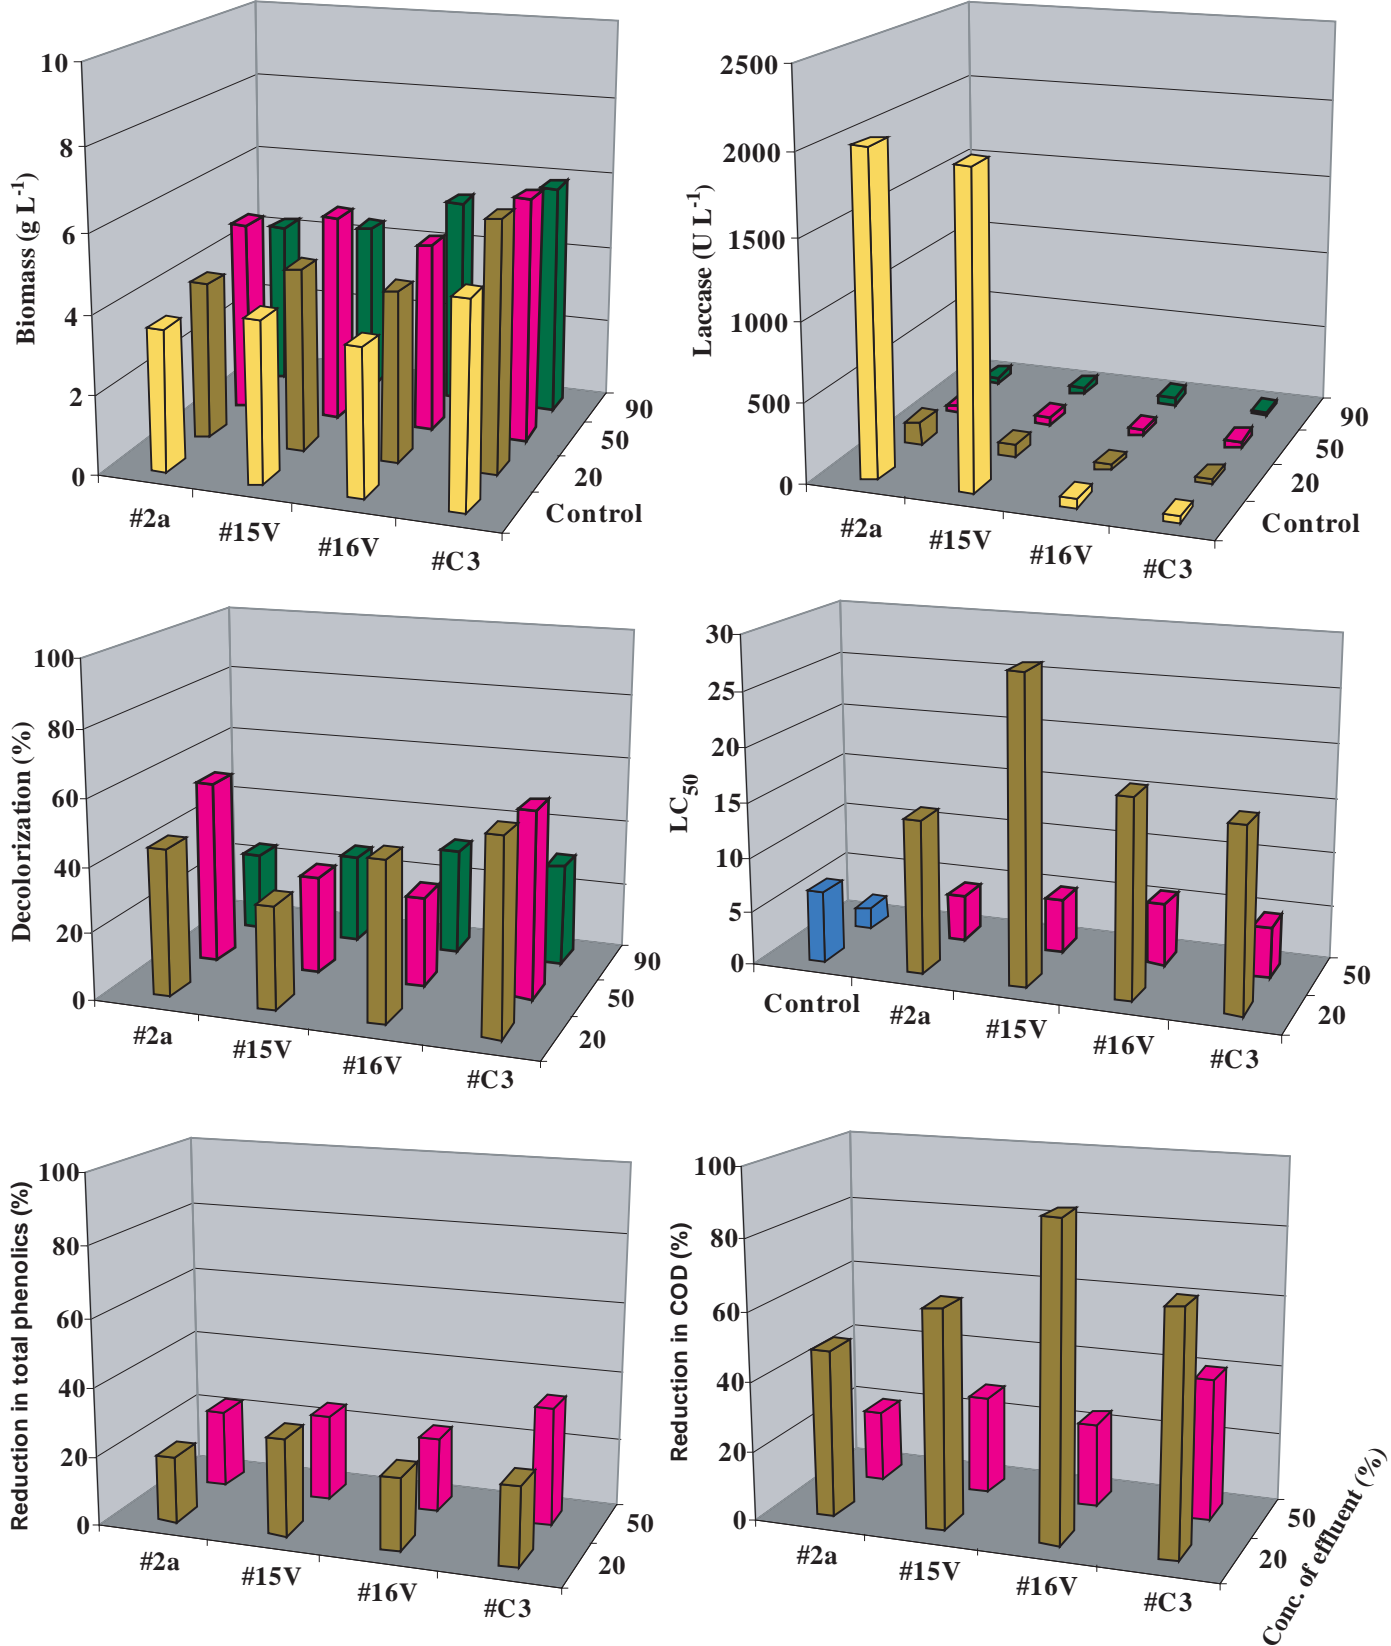 10
8
6
4
2
0
Biomass (g L-1)
#2a
#15V
#16V
#C3
Control
20
50
90
2500
2000
1500
1000
500
0
Laccase (U L-1)
#2a
#15V
#16V
#C3
Control
20
50
90
100
80
60
40
20
0
Decolorization (%)
#2a
#15V
#16V
#C3
20
50
90
30
25
20
15
10
5
0
LC50
Control
#2a
#15V
#16V
#C3
20
50
100
80
60
40
20
0
Reduction in total phenolics (%)
#2a
#15V
#16V
#C3
20
50
100
80
60
40
20
0
Reduction in COD (%)
#2a
#15V
#16V
#C3
20
50
Conc. of effluent (%)